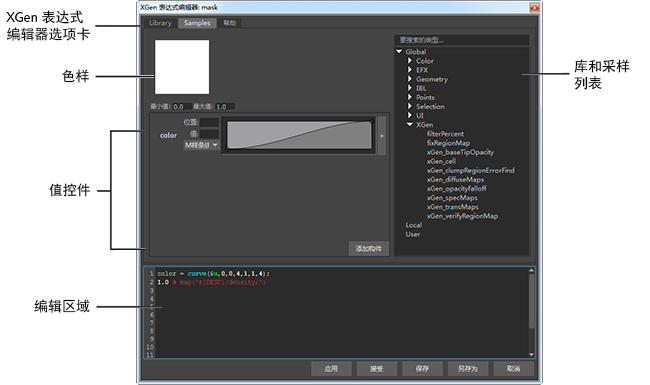 XGen 表达式编辑器: mask
XGen 表达式
编辑器选项卡
Library Samples 帮助
要搜索的类型...
色样
库和采样
列表
Global
Color
EFX
Geometry
IBL
Points
Selection
UI
XGen
filterPercent
fixRegionMap
xGen_baseTipOpacity
xGen_cell
xGen_clumpRegionErrorFind
xGen_diffuseMaps
xGen_opacityfalloff
xGen_specMaps
xGen_transMaps
xGen_verifyRegionMap
Local
User
最小值: 0.0 最大值: 1.0
值控件
color
位置:
值:
M样条线
>
添加构件
编辑区域
1 color = curve($u,0,0,4,1,1,4);
2 1.0 # map('${DESC}/density/')
3
4
5
6
7
8
9
10
11
应用 接受 保存 另存为 取消